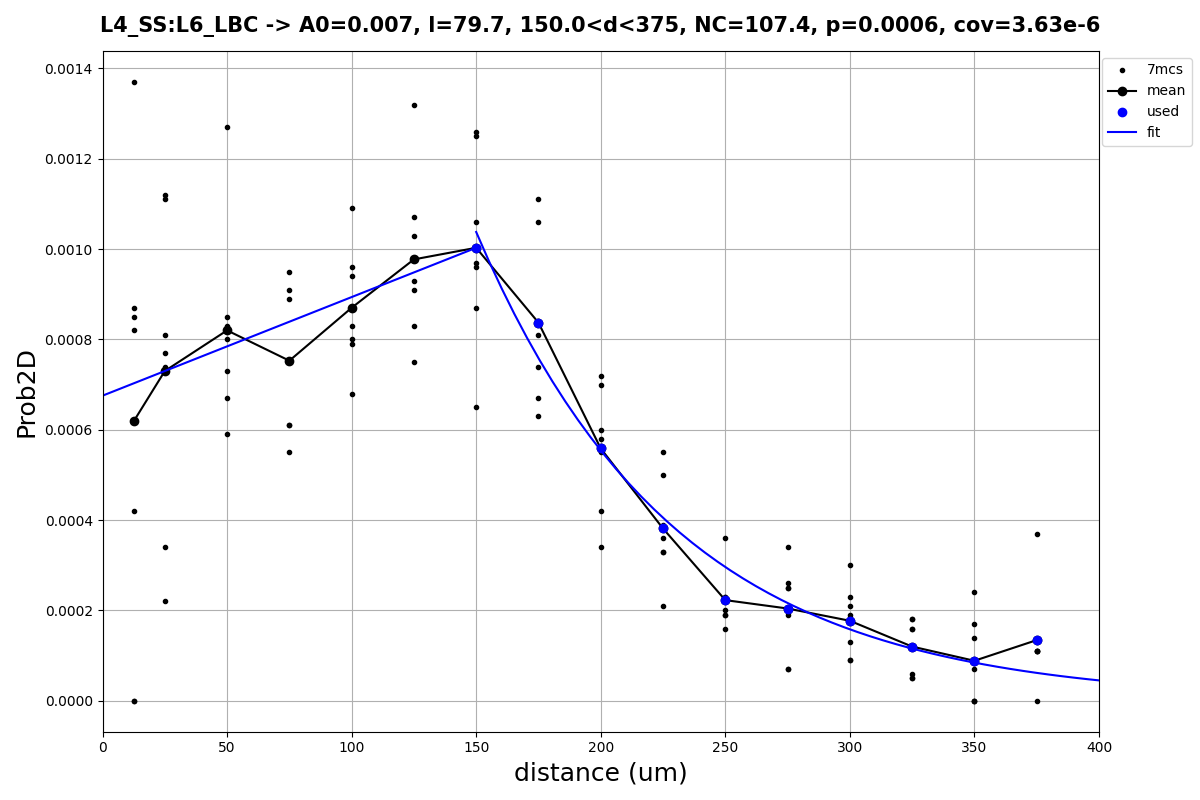 L4_SS:L6_LBC -> A0=0.007, l=79.7, 150.0<d<375, NC=107.4, p=0.0006, cov=3.63e-6
0.0014
0.0012
0.0010
0.0008
0.0006
0.0004
0.0002
0.0000
Prob2D
0 50 100 150 200 250 300 350 400
distance (um)
7mcs
mean
used
fit